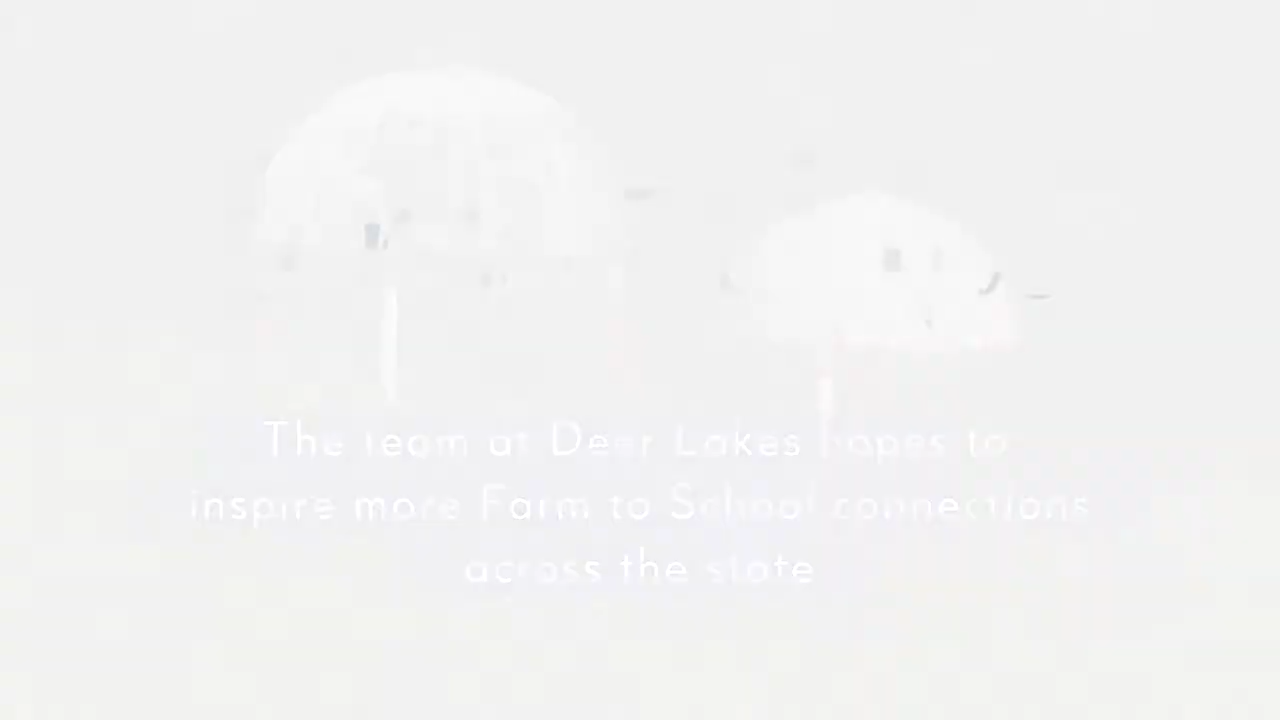 The team at Deer Lakes hopes to
inspire more Farm to School connections
across the state